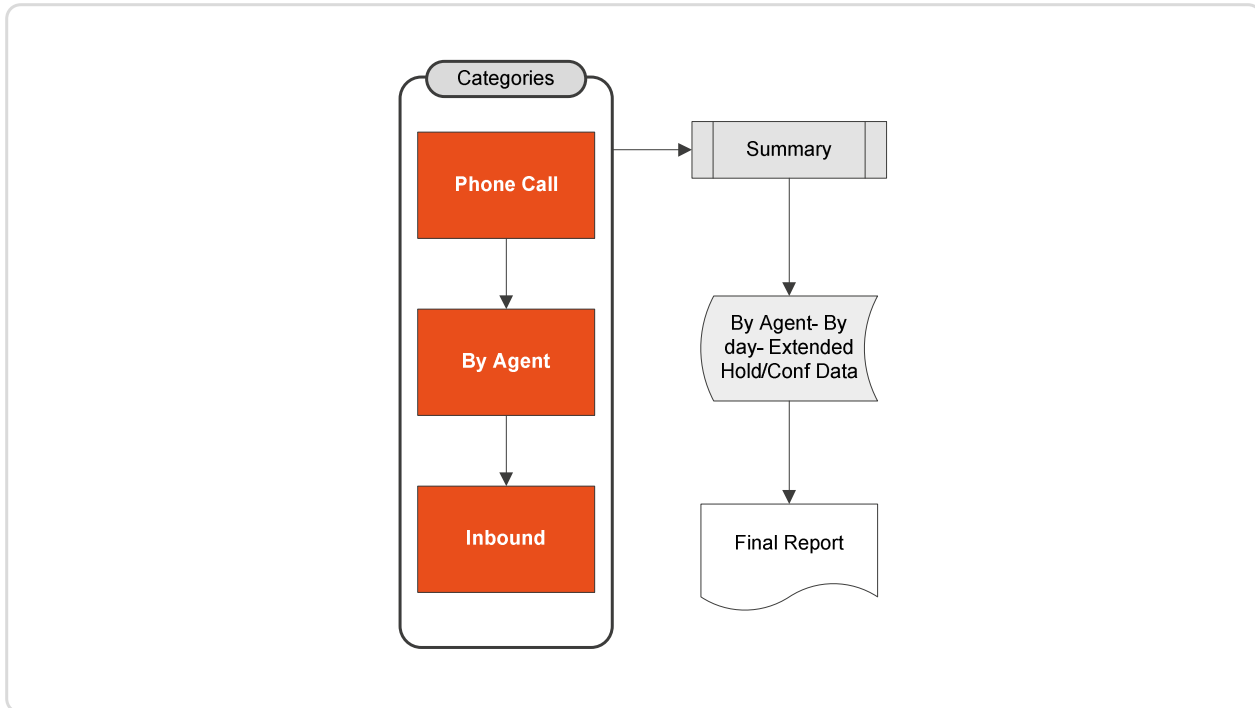 Categories
Phone Call
By Agent
Inbound
Summary
By Agent- By
day- Extended
Hold/Conf Data
Final Report